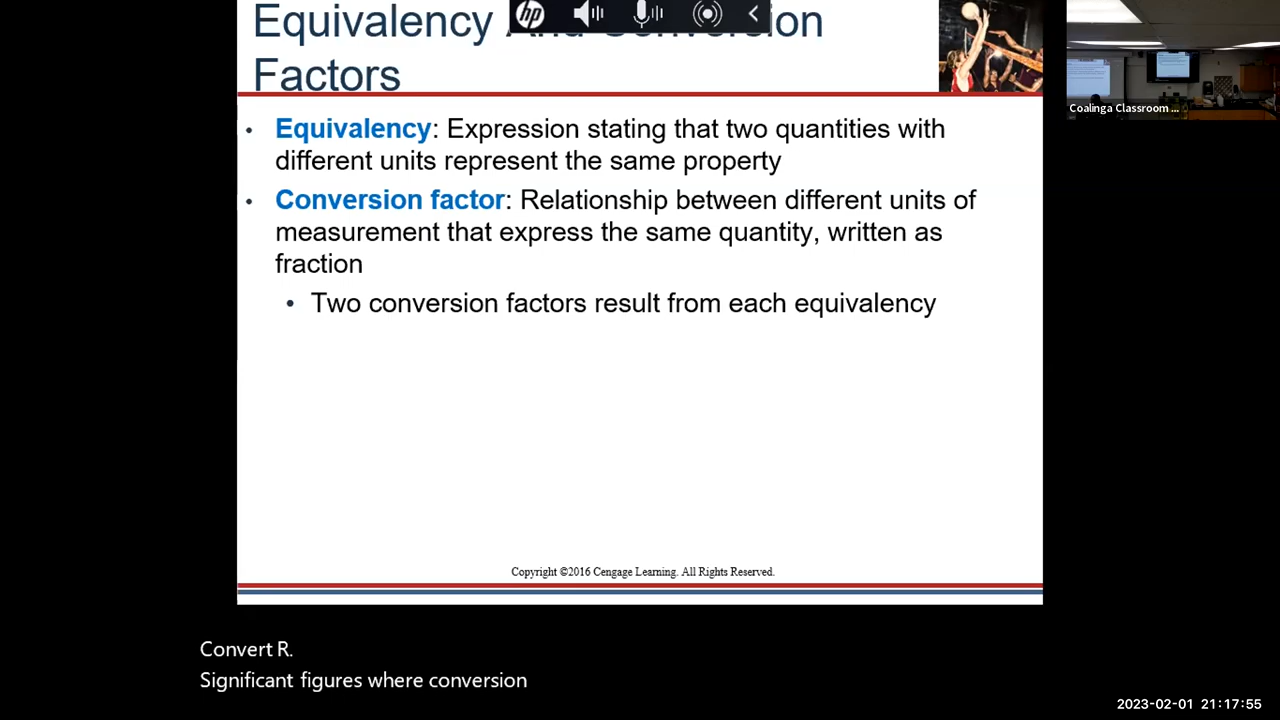 Equivalency And Conversion
Factors
hp
Coalinga Classroom ...
• Equivalency: Expression stating that two quantities with
different units represent the same property
• Conversion factor: Relationship between different units of
measurement that express the same quantity, written as
fraction
• Two conversion factors result from each equivalency
Copyright ©2016 Cengage Learning. All Rights Reserved.
Convert R.
Significant figures where conversion
2023-02-01 21:17:55